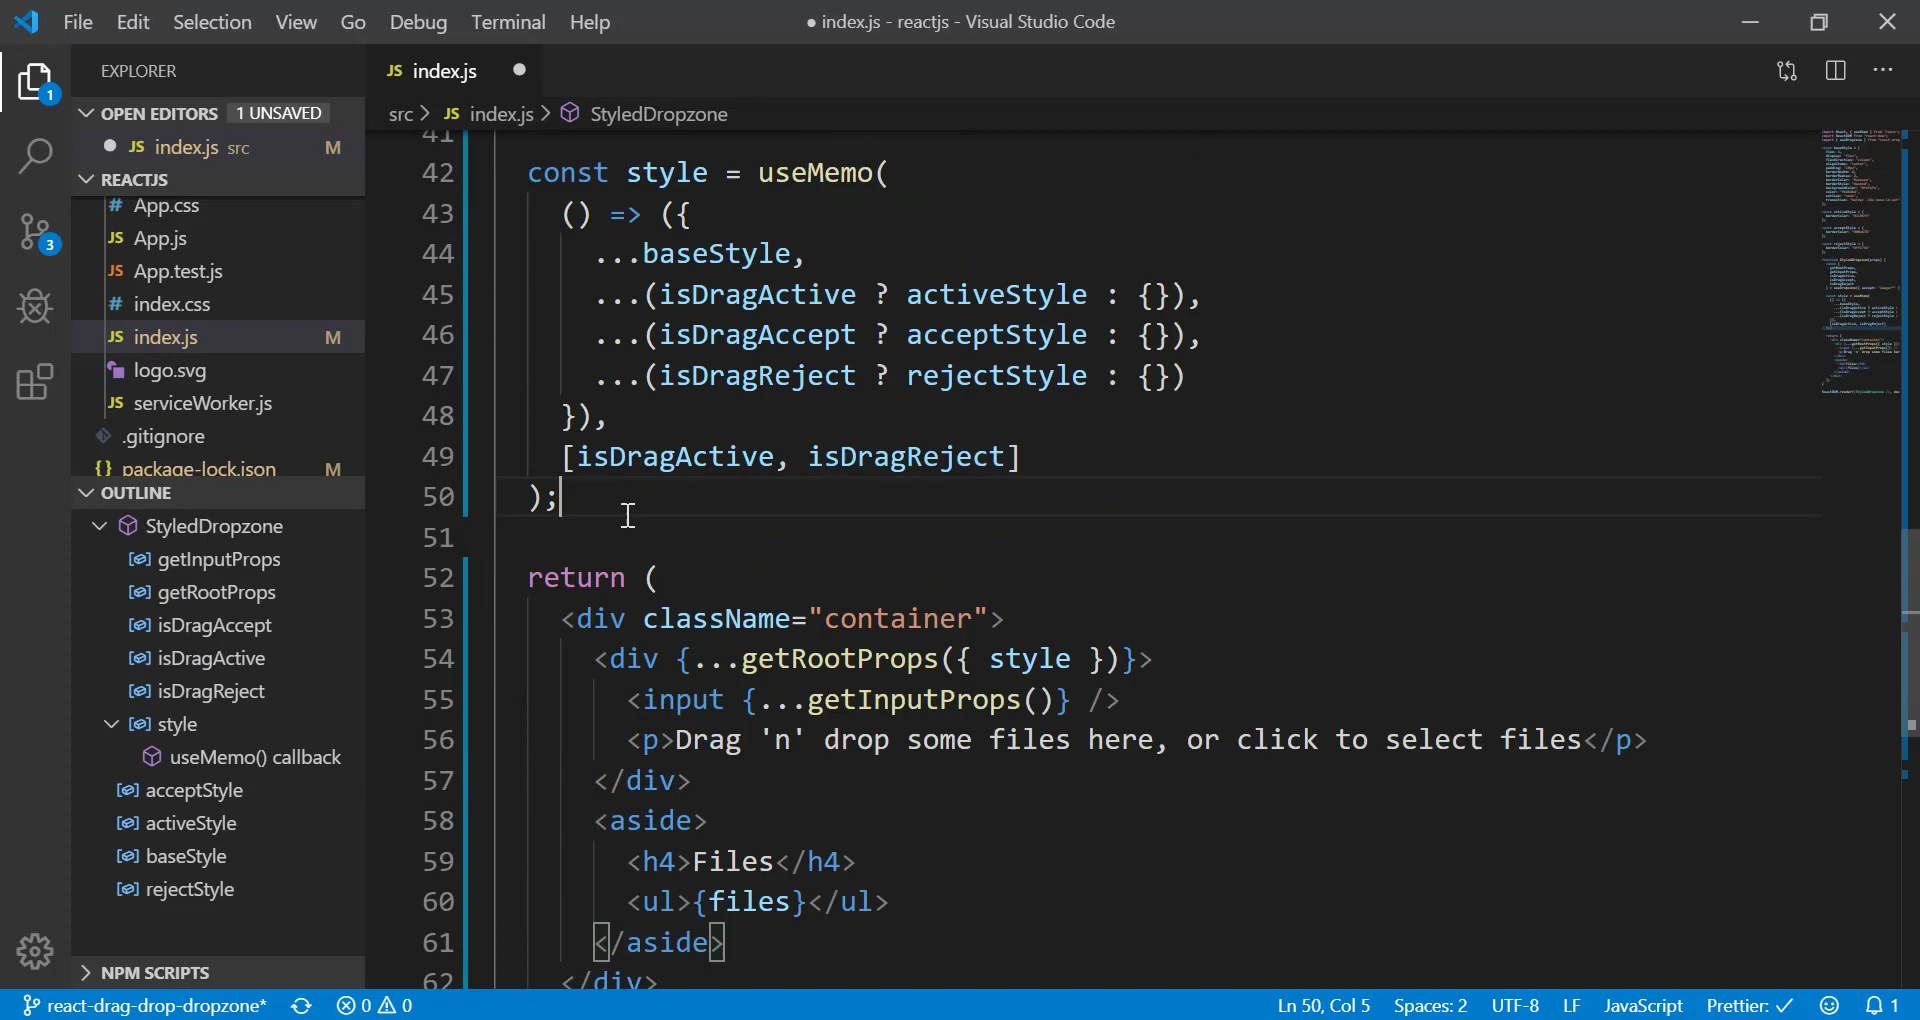 File Edit Selection View Go Debug Terminal Help
● index.js - reactjs - Visual Studio Code
EXPLORER
OPEN EDITORS 1 UNSAVED
JS index.js src M
REACTJS
# App.css
JS App.js
JS App.test.js
# index.css
JS index.js M
logo.svg
JS serviceWorker.js
.gitignore
{} package-lock.json M
OUTLINE
StyledDropzone
getInputProps
getRootProps
isDragAccept
isDragActive
isDragReject
style
useMemo() callback
acceptStyle
activeStyle
baseStyle
rejectStyle
NPM SCRIPTS
1
3
JS index.js
src > JS index.js > StyledDropzone
41
42 const style = useMemo(
43 () => ({
44 ...baseStyle,
45 ...(isDragActive ? activeStyle : {}),
46 ...(isDragAccept ? acceptStyle : {}),
47 ...(isDragReject ? rejectStyle : {})
48 }),
49 [isDragActive, isDragReject]
50 );
51
52 return (
53 <div className="container">
54 <div {...getRootProps({ style })}>
55 <input {...getInputProps()} />
56 <p>Drag 'n' drop some files here, or click to select files</p>
57 </div>
58 <aside>
59 <h4>Files</h4>
60 <ul>{files}</ul>
61 </aside>
62 </div>
react-drag-drop-dropzone* 0 0
Ln 50, Col 5 Spaces: 2 UTF-8 LF JavaScript Prettier: ✓ 1